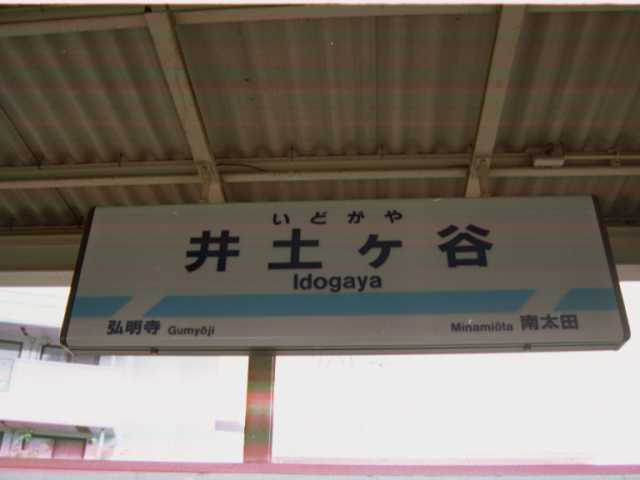 いどがや
井土ヶ谷
Idogaya
弘明寺 Gumyōji
Minamiōta 南太田